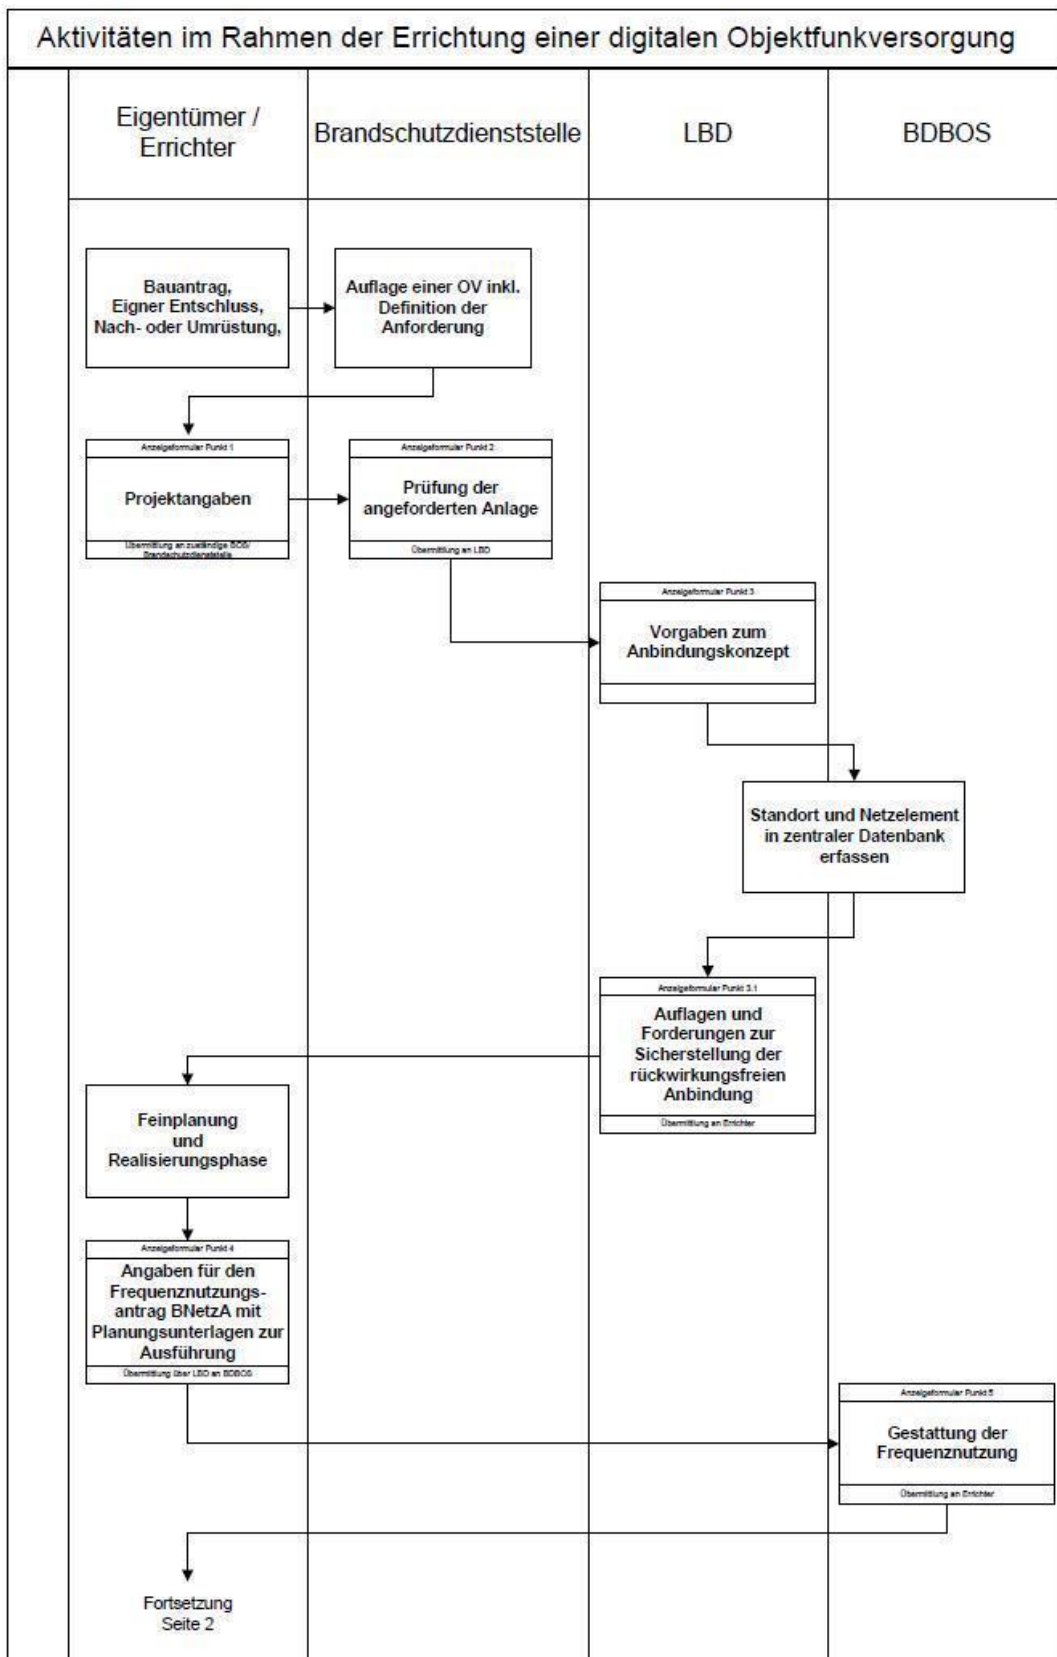 Aktivitäten im Rahmen der Errichtung einer digitalen Objektfunkversorgung
Eigentümer /
Errichter
Brandschutzdienststelle
LBD
BDBOS
Bauantrag,
Eigner Entschluss,
Nach- oder Umrüstung,
Auflage einer OV inkl.
Definition der
Anforderung
Anzeigeformular Punkt 1
Projektangaben
Übermittlung an zuständige BOS/
Brandschutzdienststelle
Anzeigeformular Punkt 2
Prüfung der
angeforderten Anlage
Übermittlung an LBD
Anzeigeformular Punkt 3
Vorgaben zum
Anbindungskonzept
Standort und Netzelement
in zentraler Datenbank
erfassen
Anzeigeformular Punkt 3.1
Auflagen und
Forderungen zur
Sicherstellung der
rückwirkungsfreien
Anbindung
Übermittlung an Errichter
Feinplanung
und
Realisierungsphase
Anzeigeformular Punkt 4
Angaben für den
Frequenznutzungs-
antrag BNetzA mit
Planungsunterlagen zur
Ausführung
Übermittlung über LBD an BDBOS
Anzeigeformular Punkt 5
Gestattung der
Frequenznutzung
Übermittlung an Errichter
Fortsetzung
Seite 2